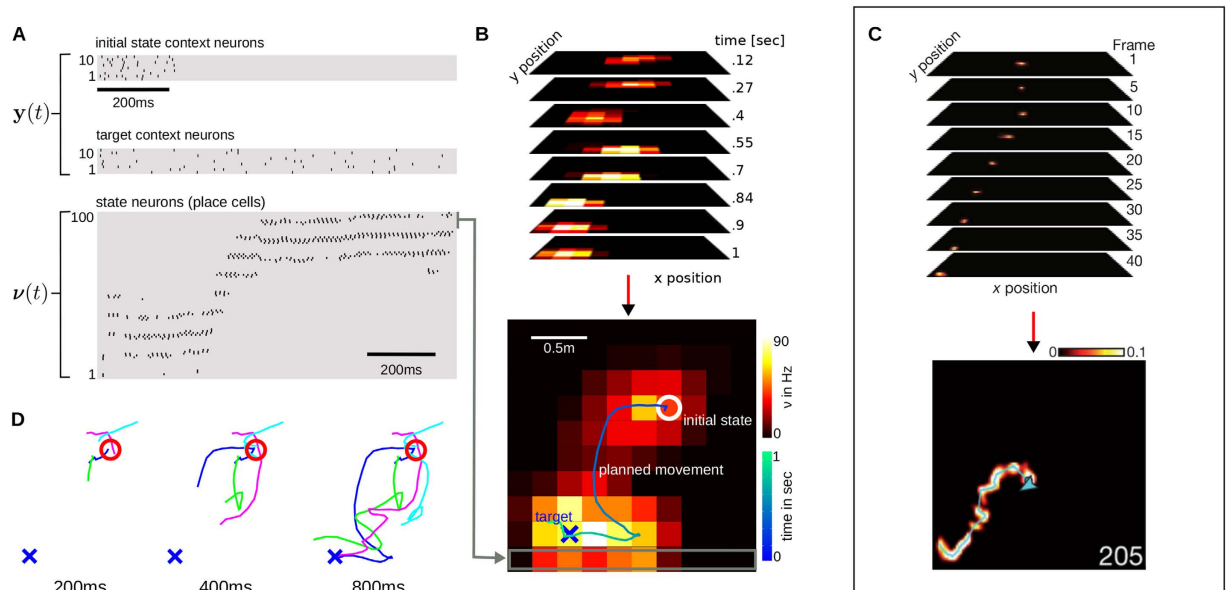 A
initial state context neurons
10
1
200ms
y(t)
target context neurons
10
1
state neurons (place cells)
100
ν(t)
1
200ms
B
y position
time [sec]
.12
.27
.4
.55
.7
.84
.9
1
x position
0.5m
90
ν in Hz
0
initial state
planned movement
1
time in sec
0
target
C
y position
Frame
1
5
10
15
20
25
30
35
40
x position
0
0.1
205
D
200ms
400ms
800ms